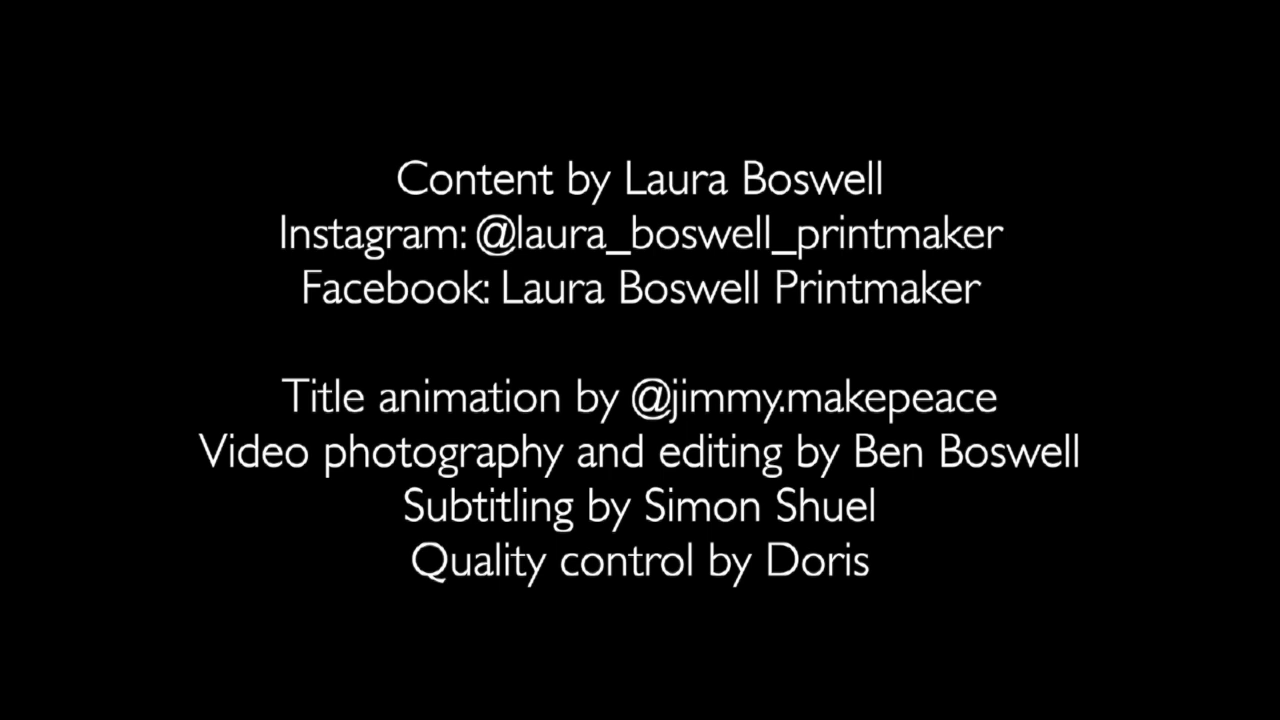 Content by Laura Boswell
Instagram: @laura_boswell_printmaker
Facebook: Laura Boswell Printmaker
Title animation by @jimmy.makepeace
Video photography and editing by Ben Boswell
Subtitling by Simon Shuel
Quality control by Doris